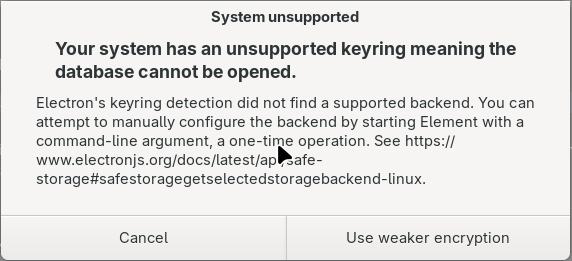 System unsupported
Your system has an unsupported keyring meaning the
database cannot be opened.
Electron's keyring detection did not find a supported backend. You can
attempt to manually configure the backend by starting Element with a
command-line argument, a one-time operation. See https://
www.electronjs.org/docs/latest/api/safe-
storage#safestoragegetselectedstoragebackend-linux.
Cancel
Use weaker encryption